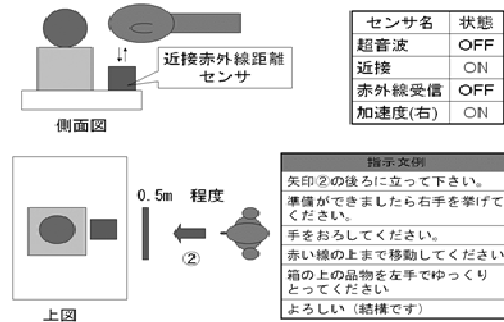 近接赤外線距離
センサ
側面図
センサ名 状態
超音波 OFF
近接 ON
赤外線受信 OFF
加速度(右) ON
0.5m 程度
②
上図
指示文例
矢印②の後ろに立って下さい。
準備ができましたら右手を挙げて
ください。
手をおろしてください。
赤い線の上まで移動してください
箱の上の品物を左手でゆっくり
とってください
よろしい（結構です）